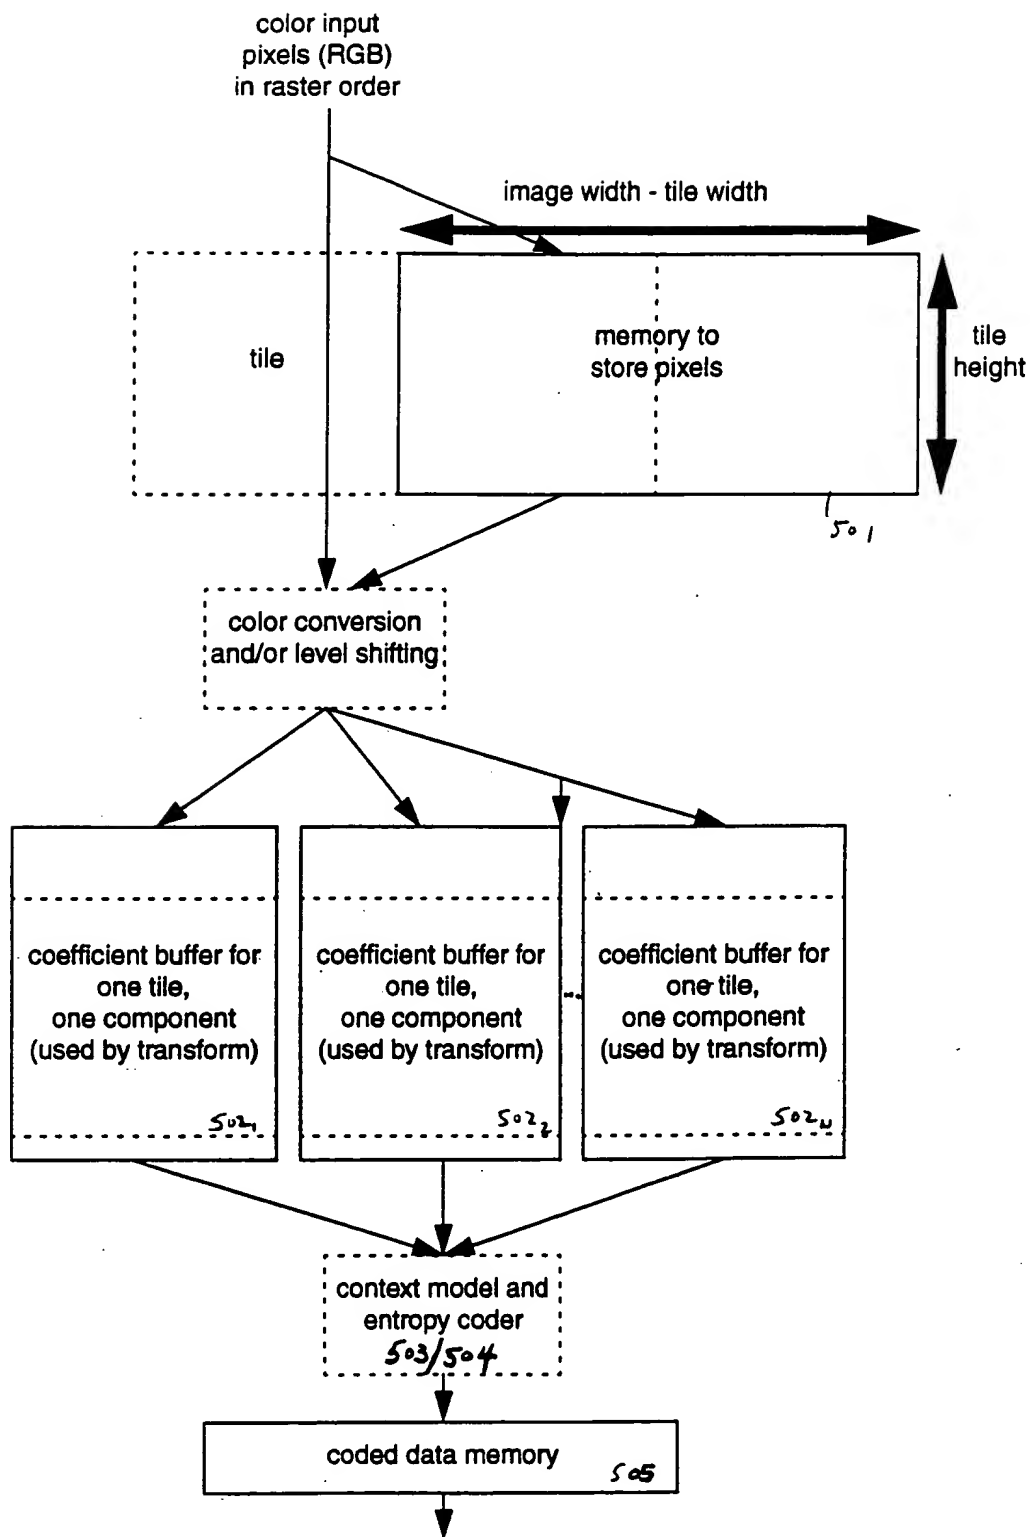 color input
pixels (RGB)
in raster order
image width - tile width
tile
memory to
store pixels
tile
height
501
color conversion
and/or level shifting
coefficient buffer for
one tile,
one component
(used by transform)
502₁
coefficient buffer for
one tile,
one component
(used by transform)
502₂
...
coefficient buffer for
one tile,
one component
(used by transform)
502N
context model and
entropy coder
503/504
coded data memory
505